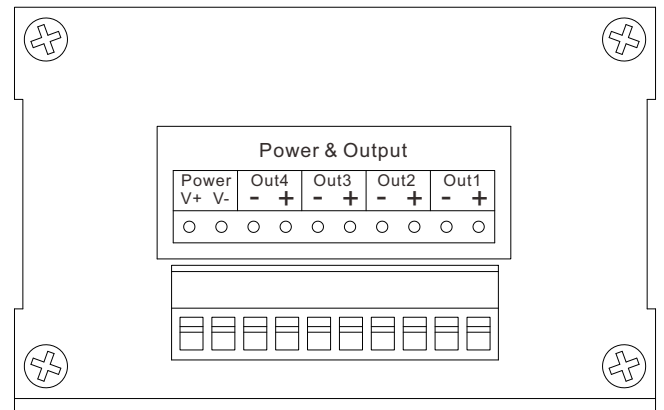 Power & Output
Power Out4 Out3 Out2 Out1
V+ V- - + - + - + - +